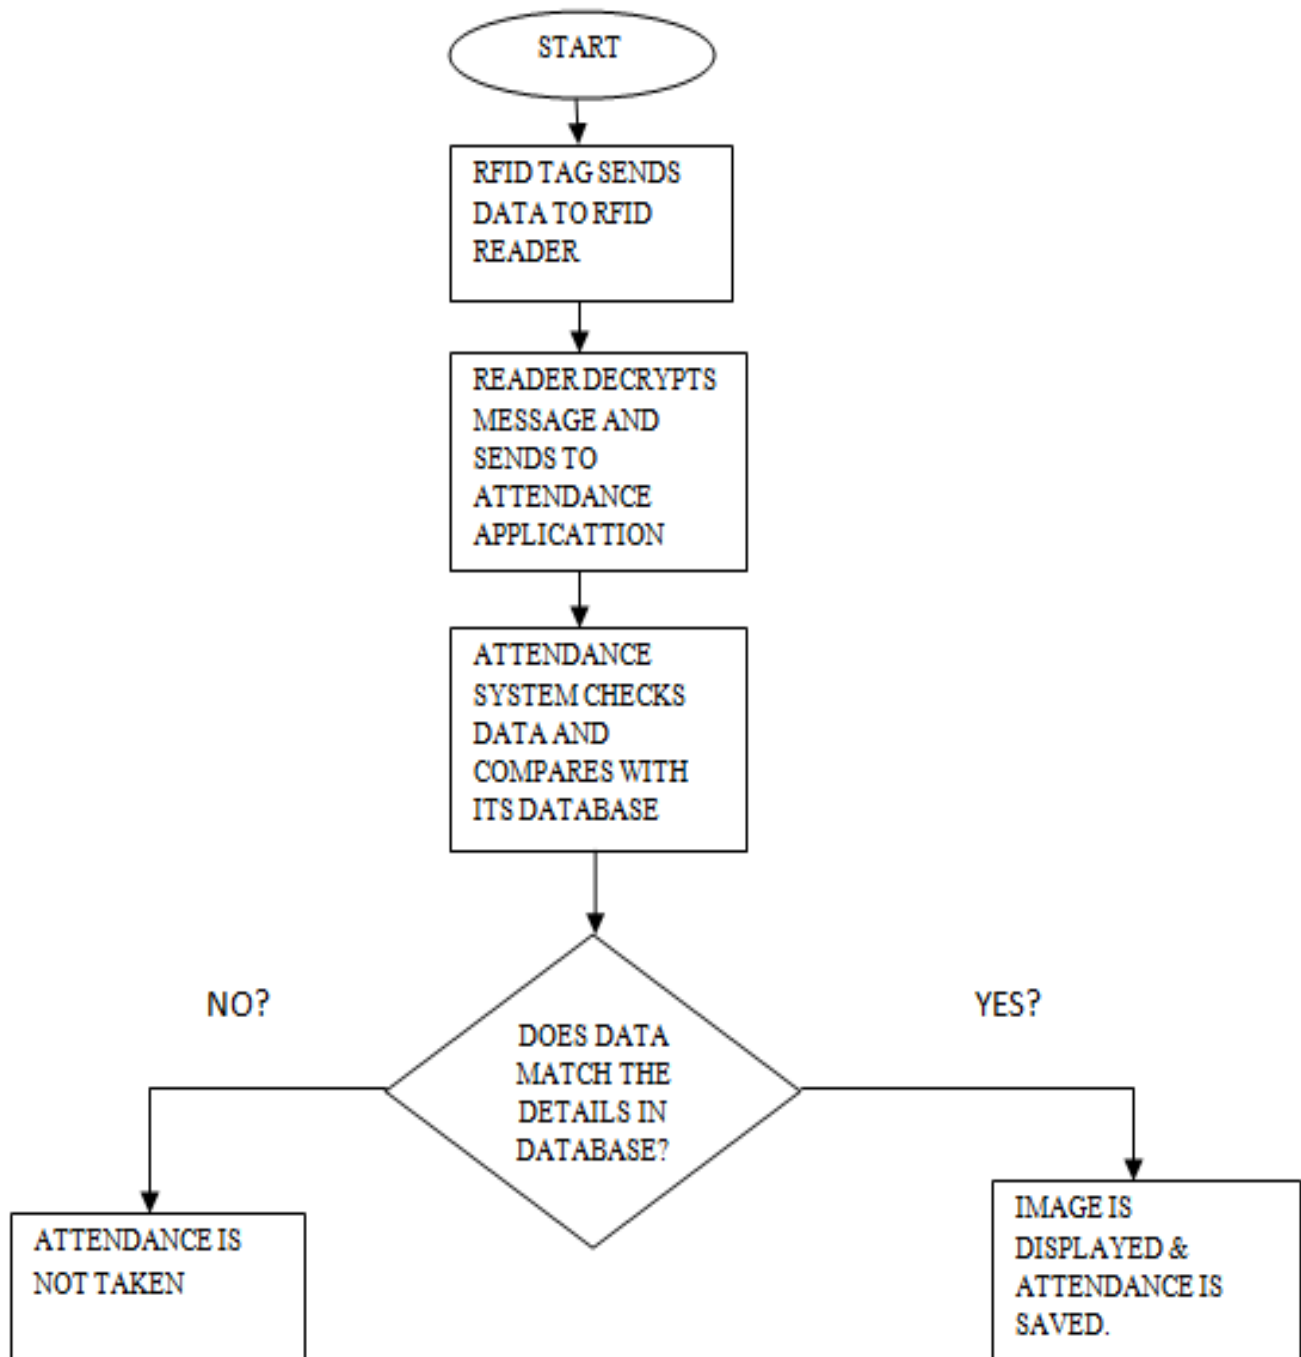 START
RFID TAG SENDS
DATA TO RFID
READER
READER DECRYPTS
MESSAGE AND
SENDS TO
ATTENDANCE
APPLICATTION
ATTENDANCE
SYSTEM CHECKS
DATA AND
COMPARES WITH
ITS DATABASE
NO?
YES?
DOES DATA
MATCH THE
DETAILS IN
DATABASE?
ATTENDANCE IS
NOT TAKEN
IMAGE IS
DISPLAYED &
ATTENDANCE IS
SAVED.